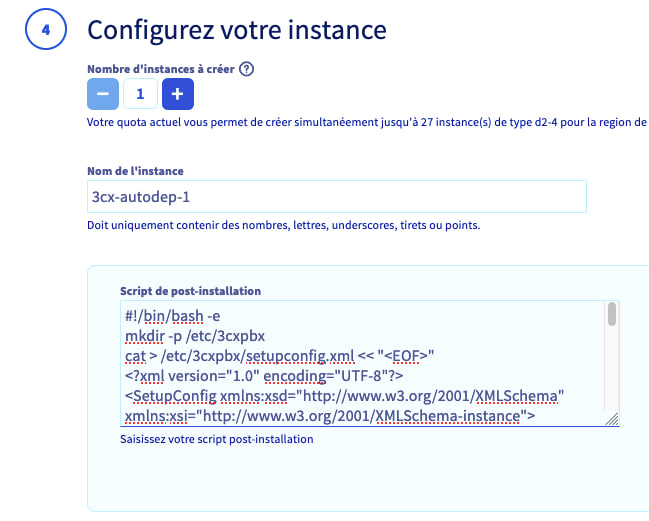 4
Configurez votre instance
Nombre d'instances à créer ?
− 1 +
Votre quota actuel vous permet de créer simultanéement jusqu'à 27 instance(s) de type d2-4 pour la region de
Nom de l'instance
3cx-autodep-1
Doit uniquement contenir des nombres, lettres, underscores, tirets ou points.
Script de post-installation
#!/bin/bash -e
mkdir -p /etc/3cxpbx
cat > /etc/3cxpbx/setupconfig.xml << "<EOF>"
<?xml version="1.0" encoding="UTF-8"?>
<SetupConfig xmlns:xsd="http://www.w3.org/2001/XMLSchema"
xmlns:xsi="http://www.w3.org/2001/XMLSchema-instance">
Saisissez votre script post-installation